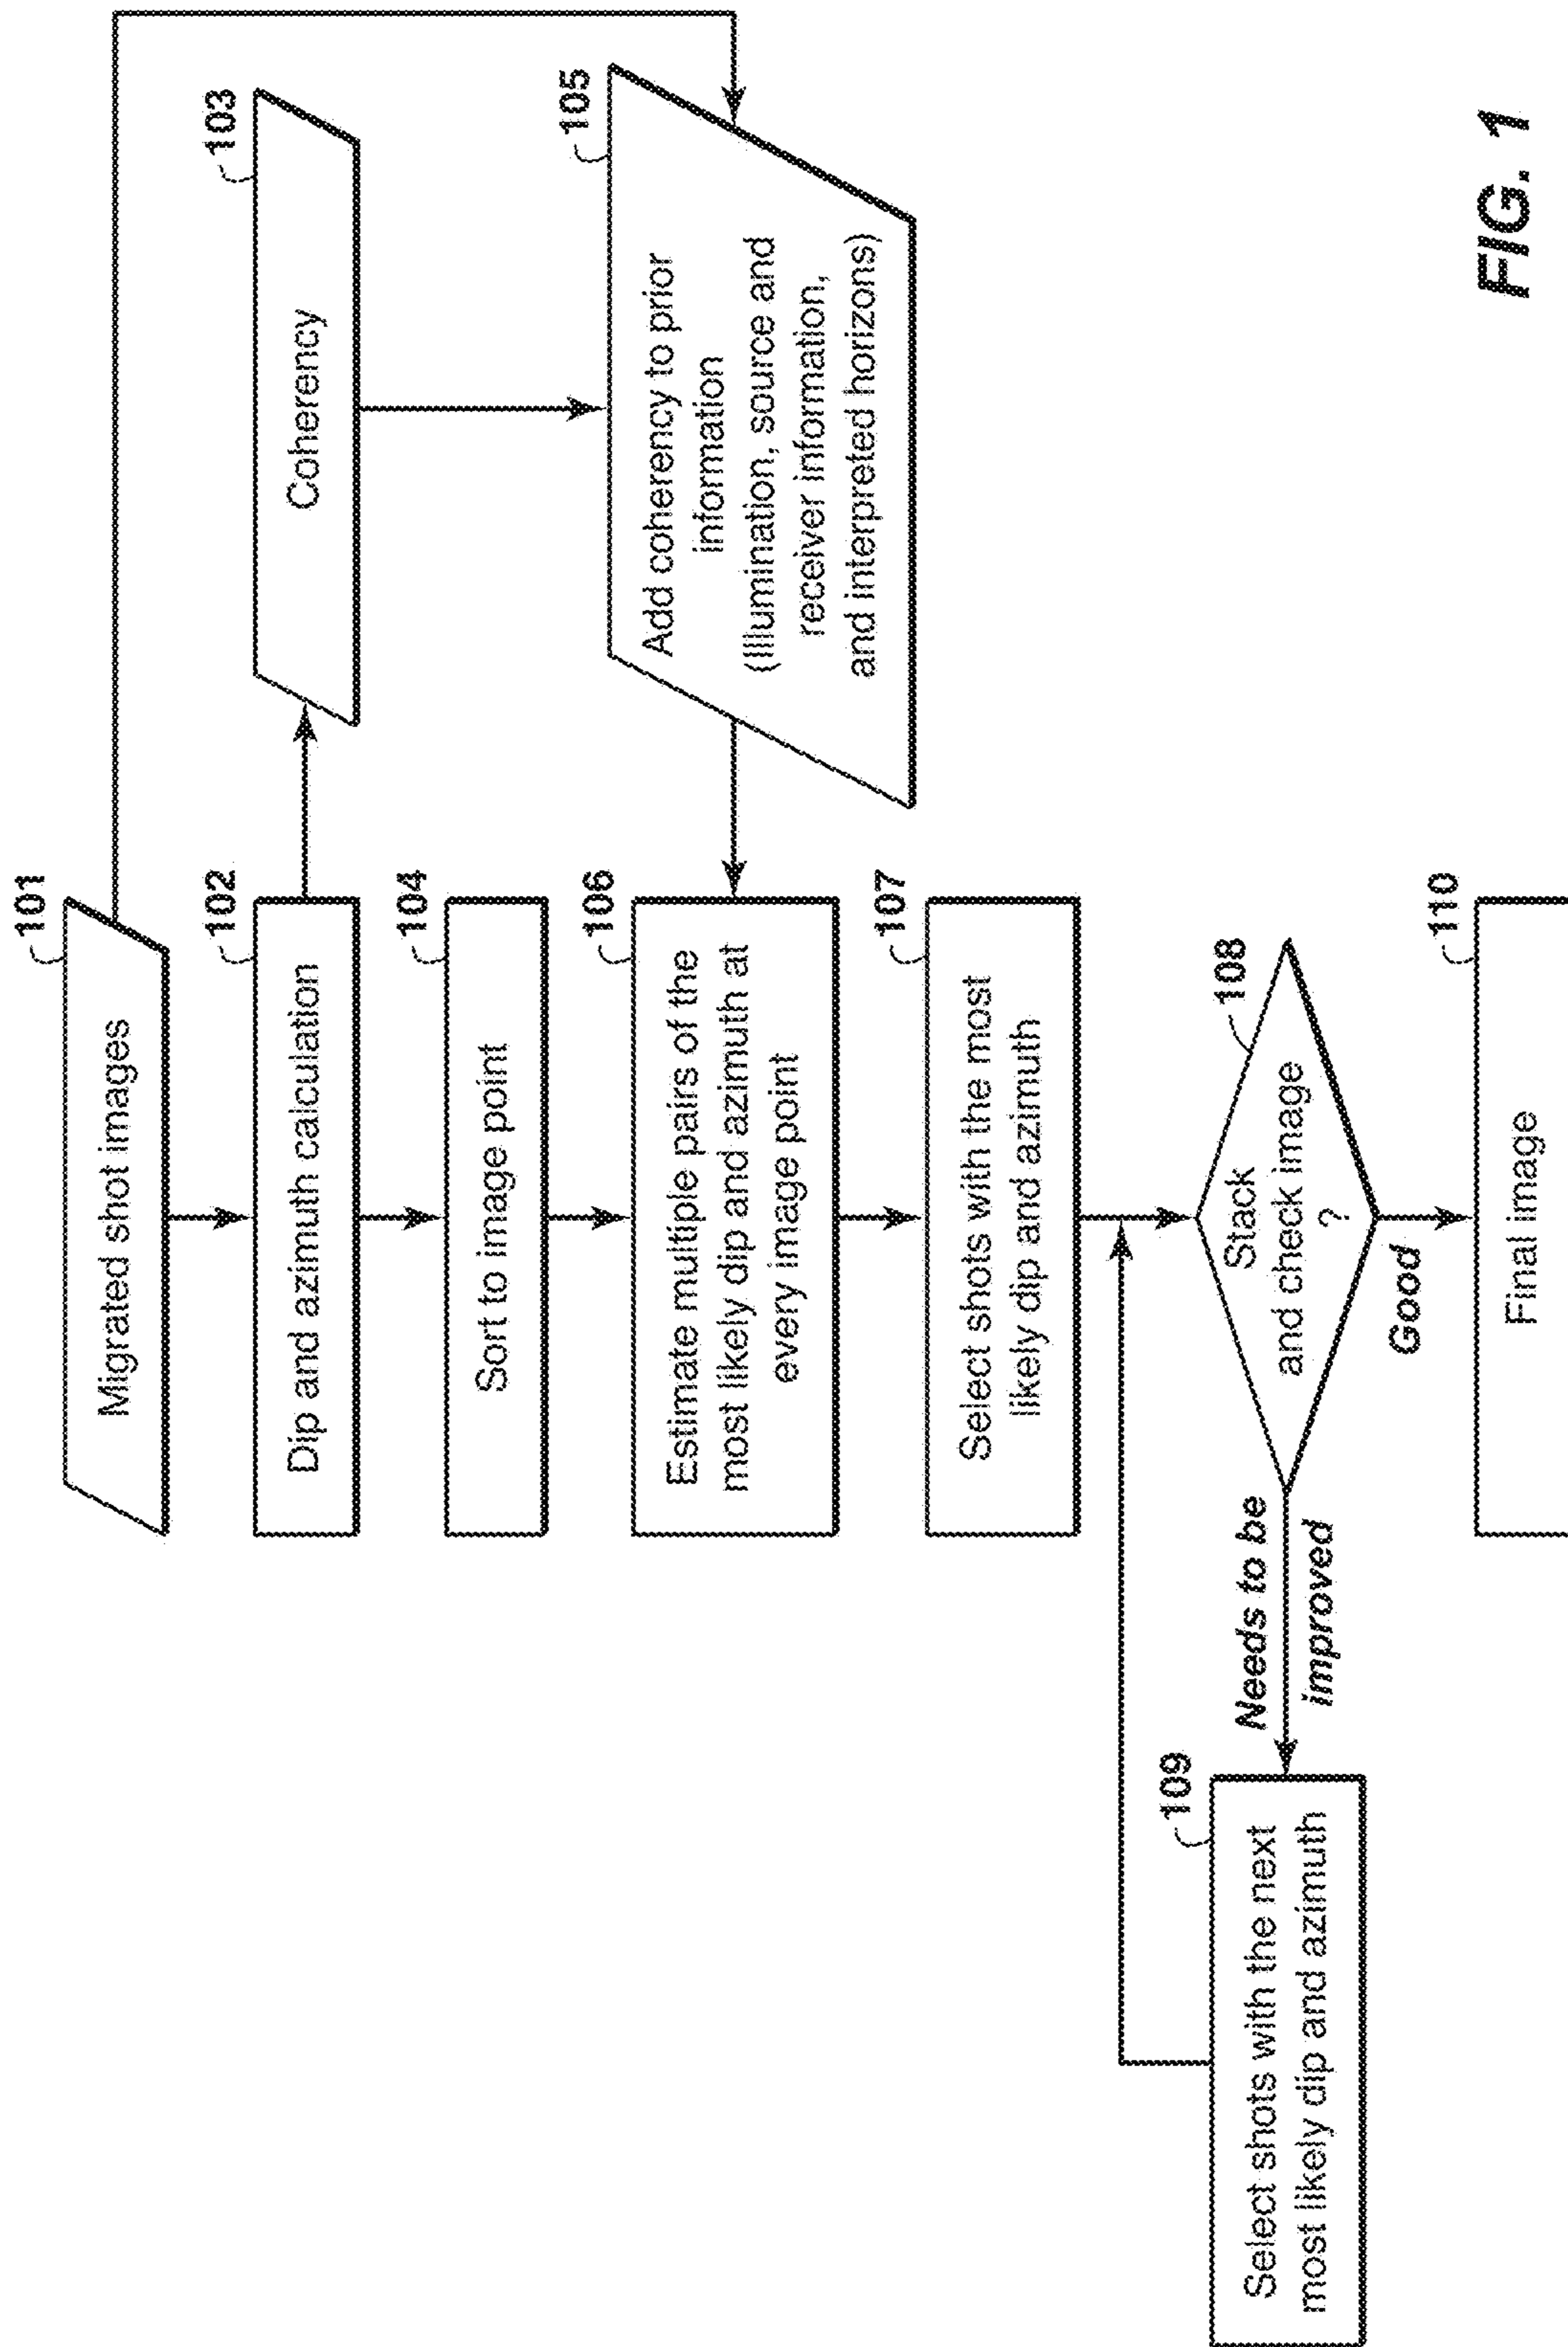 101
Migrated shot images
102
Dip and azimuth calculation
103
Coherency
104
Sort to image point
105
Add coherency to prior
information
(Illumination, source and
receiver information,
and interpreted horizons)
106
Estimate multiple pairs of the
most likely dip and azimuth at
every image point
107
Select shots with the most
likely dip and azimuth
108
Stack
and check image
?
Needs to be
improved
Good
109
Select shots with the next
most likely dip and azimuth
110
Final image
FIG. 1